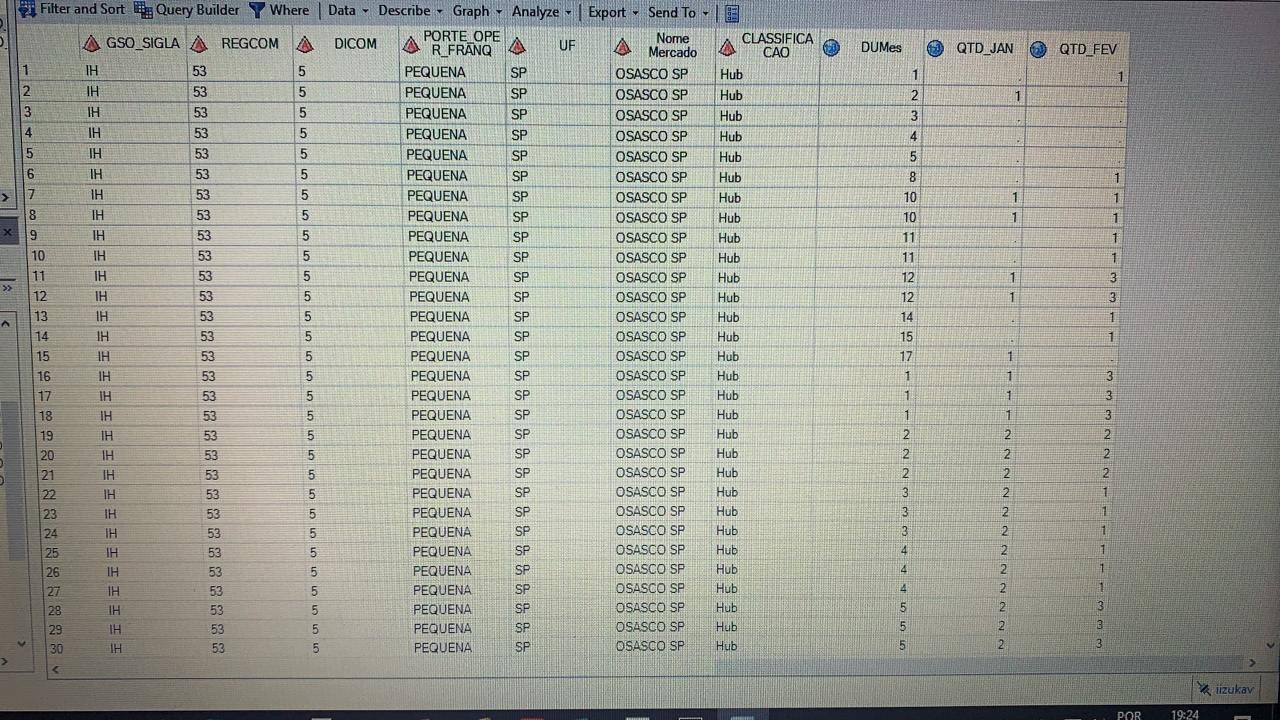 Filter and Sort Query Builder Where Data Describe Graph Analyze Export Send To
GSO_SIGLA REGCOM DICOM PORTE_OPE UF Nome CLASSIFICA DUMes QTD_JAN QTD_FEV
R_FRANQ Mercado CAO
1 IH 53 5 PEQUENA SP OSASCO SP Hub 1 . 1
2 IH 53 5 PEQUENA SP OSASCO SP Hub 2 1 .
3 IH 53 5 PEQUENA SP OSASCO SP Hub 3 . .
4 IH 53 5 PEQUENA SP OSASCO SP Hub 4 . .
5 IH 53 5 PEQUENA SP OSASCO SP Hub 5 . .
6 IH 53 5 PEQUENA SP OSASCO SP Hub 8 . 1
7 IH 53 5 PEQUENA SP OSASCO SP Hub 10 1 1
8 IH 53 5 PEQUENA SP OSASCO SP Hub 10 1 1
9 IH 53 5 PEQUENA SP OSASCO SP Hub 11 . 1
10 IH 53 5 PEQUENA SP OSASCO SP Hub 11 . 1
11 IH 53 5 PEQUENA SP OSASCO SP Hub 12 1 3
12 IH 53 5 PEQUENA SP OSASCO SP Hub 12 1 3
13 IH 53 5 PEQUENA SP OSASCO SP Hub 14 . 1
14 IH 53 5 PEQUENA SP OSASCO SP Hub 15 . 1
15 IH 53 5 PEQUENA SP OSASCO SP Hub 17 1 .
16 IH 53 5 PEQUENA SP OSASCO SP Hub 1 1 3
17 IH 53 5 PEQUENA SP OSASCO SP Hub 1 1 3
18 IH 53 5 PEQUENA SP OSASCO SP Hub 1 1 3
19 IH 53 5 PEQUENA SP OSASCO SP Hub 2 2 2
20 IH 53 5 PEQUENA SP OSASCO SP Hub 2 2 2
21 IH 53 5 PEQUENA SP OSASCO SP Hub 2 2 2
22 IH 53 5 PEQUENA SP OSASCO SP Hub 3 2 1
23 IH 53 5 PEQUENA SP OSASCO SP Hub 3 2 1
24 IH 53 5 PEQUENA SP OSASCO SP Hub 3 2 1
25 IH 53 5 PEQUENA SP OSASCO SP Hub 4 2 1
26 IH 53 5 PEQUENA SP OSASCO SP Hub 4 2 1
27 IH 53 5 PEQUENA SP OSASCO SP Hub 4 2 1
28 IH 53 5 PEQUENA SP OSASCO SP Hub 5 2 3
29 IH 53 5 PEQUENA SP OSASCO SP Hub 5 2 3
30 IH 53 5 PEQUENA SP OSASCO SP Hub 5 2 3
iizukav
POR 19:24